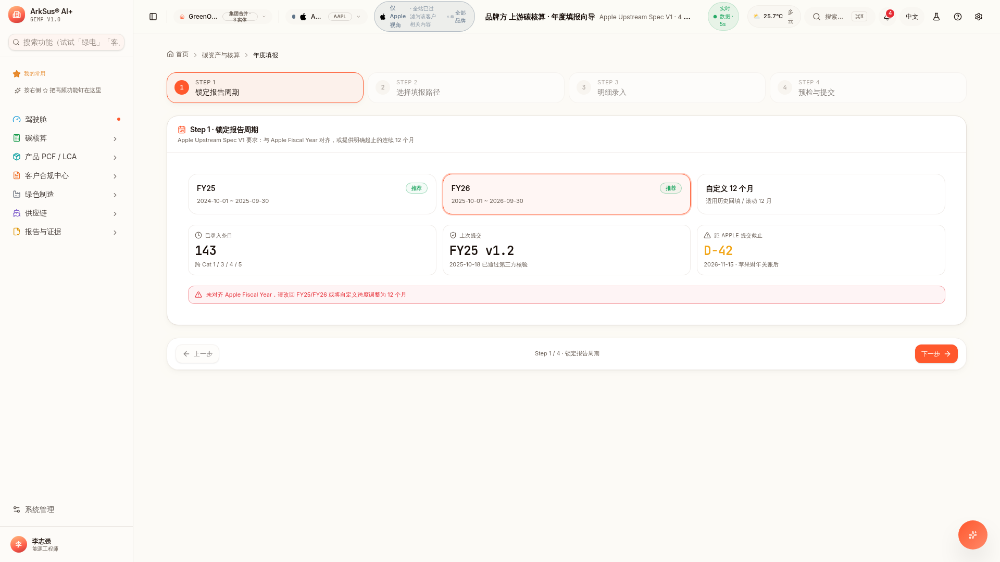 ArkSus® AI+
GEMP V1.0
搜索功能（试试「绿电」「客.
我的常用
按右侧 ☆ 把高频功能钉在这里
驾驶舱
碳核算
产品 PCF / LCA
客户合规中心
绿色制造
供应链
报告与证据
系统管理
李
李志强
能源工程师
GreenO...
集团合并 ·
3 实体
A...
AAPL
仅
Apple
视角
· 全站已过
滤为该客户
相关内容
× 全部
品牌
品牌方 上游碳核算 · 年度填报向导
Apple Upstream Spec V1 · 4 ...
实时
数据 ·
5s
25.7°C
多
云
搜索...
⌘K
4
中文
首页
碳资产与核算
年度填报
1
STEP 1
锁定报告周期
2
STEP 2
选择填报路径
3
STEP 3
明细录入
4
STEP 4
预检与提交
Step 1 · 锁定报告周期
Apple Upstream Spec V1 要求：与 Apple Fiscal Year 对齐，或提供明确起止的连续 12 个月
FY25
推荐
2024-10-01 ~ 2025-09-30
FY26
推荐
2025-10-01 ~ 2026-09-30
自定义 12 个月
适用历史回填 / 滚动 12 月
已录入条目
143
跨 Cat 1 / 3 / 4 / 5
上次提交
FY25 v1.2
2025-10-18 已通过第三方核验
距 APPLE 提交截止
D-42
2026-11-15 · 苹果财年关账后
未对齐 Apple Fiscal Year，请改回 FY25/FY26 或将自定义跨度调整为 12 个月
上一步
Step 1 / 4 · 锁定报告周期
下一步